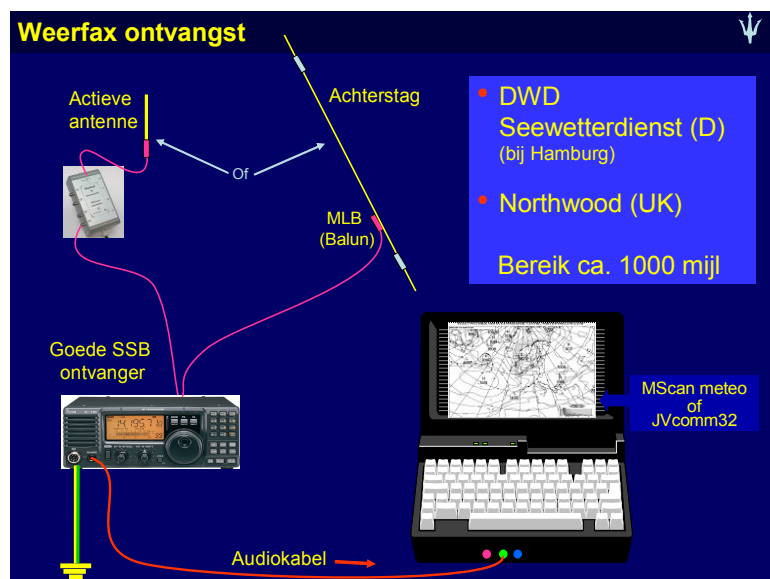 Weerfax ontvangst
Actieve
antenne
Of
Achterstag
MLB
(Balun)
• DWD
Seewetterdienst (D)
(bij Hamburg)
• Northwood (UK)
Bereik ca. 1000 mijl
Goede SSB
ontvanger
MScan meteo
of
JVcomm32
Audiokabel